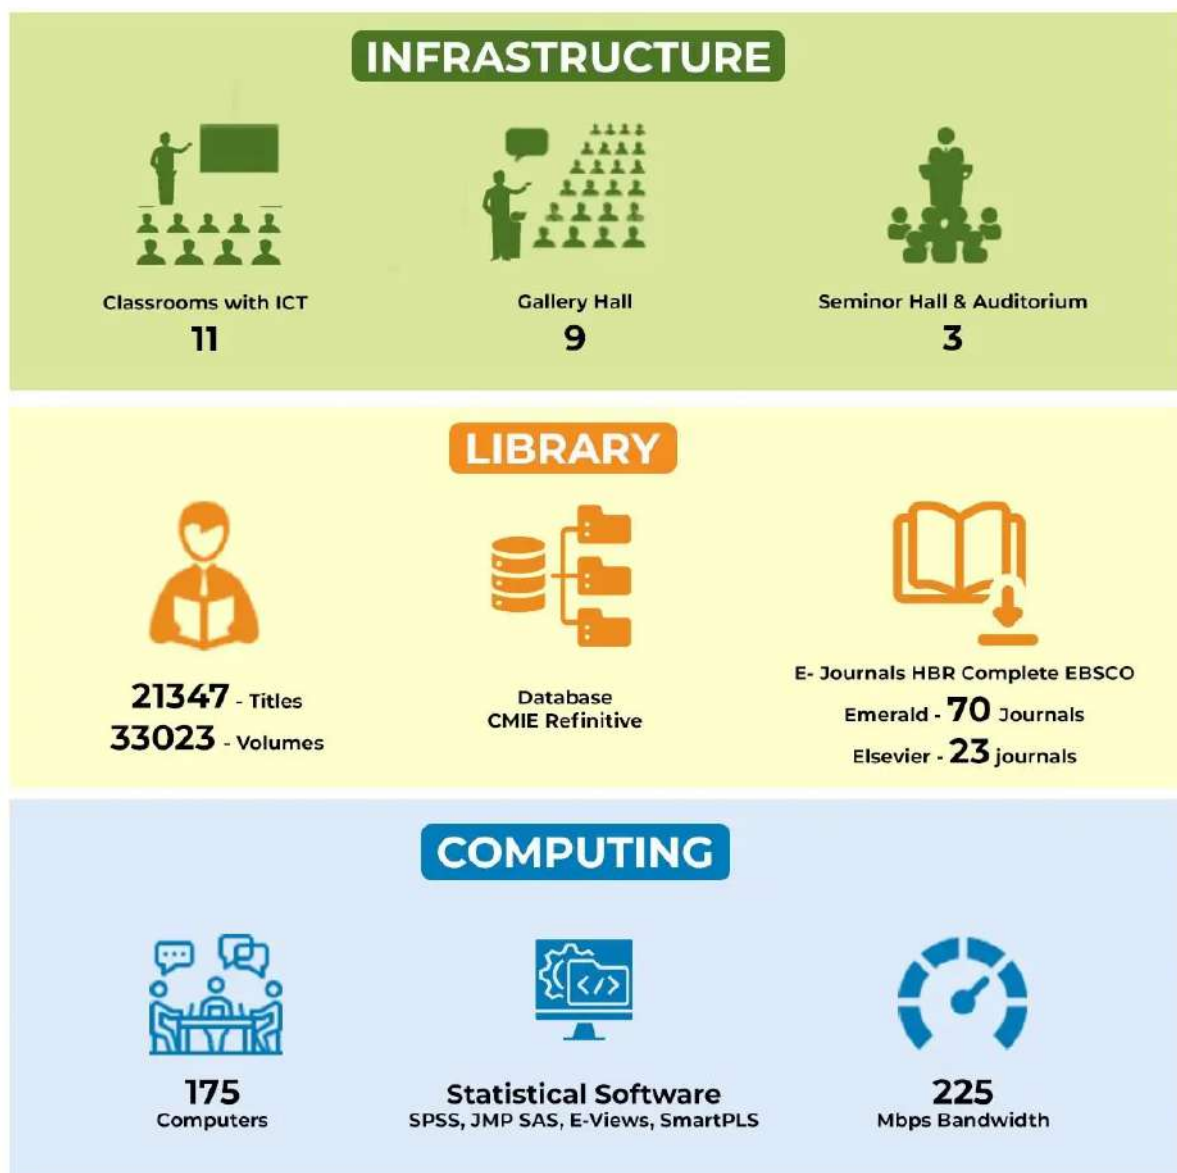 INFRASTRUCTURE
Classrooms with ICT
11
Gallery Hall
9
Seminor Hall & Auditorium
3
LIBRARY
21347 - Titles
33023 - Volumes
Database
CMIE Refinitive
E- Journals HBR Complete EBSCO
Emerald - 70 Journals
Elsevier - 23 journals
COMPUTING
175
Computers
Statistical Software
SPSS, JMP SAS, E-Views, SmartPLS
225
Mbps Bandwidth